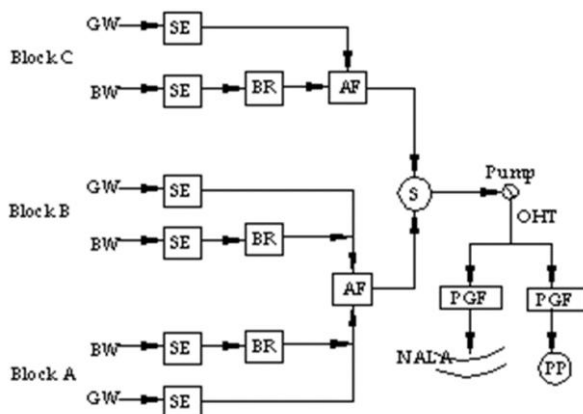 GW SE
Block C
BW SE BR AF
GW SE
Block B
BW SE BR
AF
BW SE BR
Block A
GW SE
S
Pump
OHT
PGF PGF
NALA PP